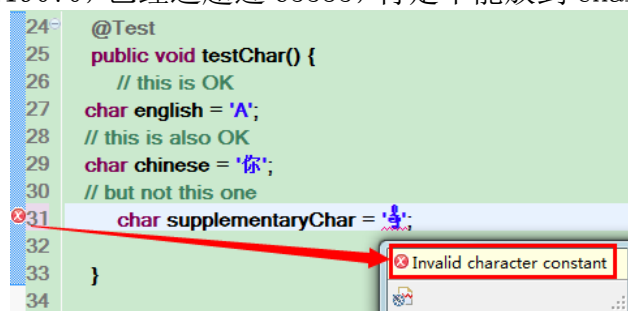 24 @Test
25 public void testChar() {
26 // this is OK
27 char english = 'A';
28 // this is also OK
29 char chinese = '你';
30 // but not this one
31 char supplementaryChar = '';
32
Invalid character constant
33 }
34